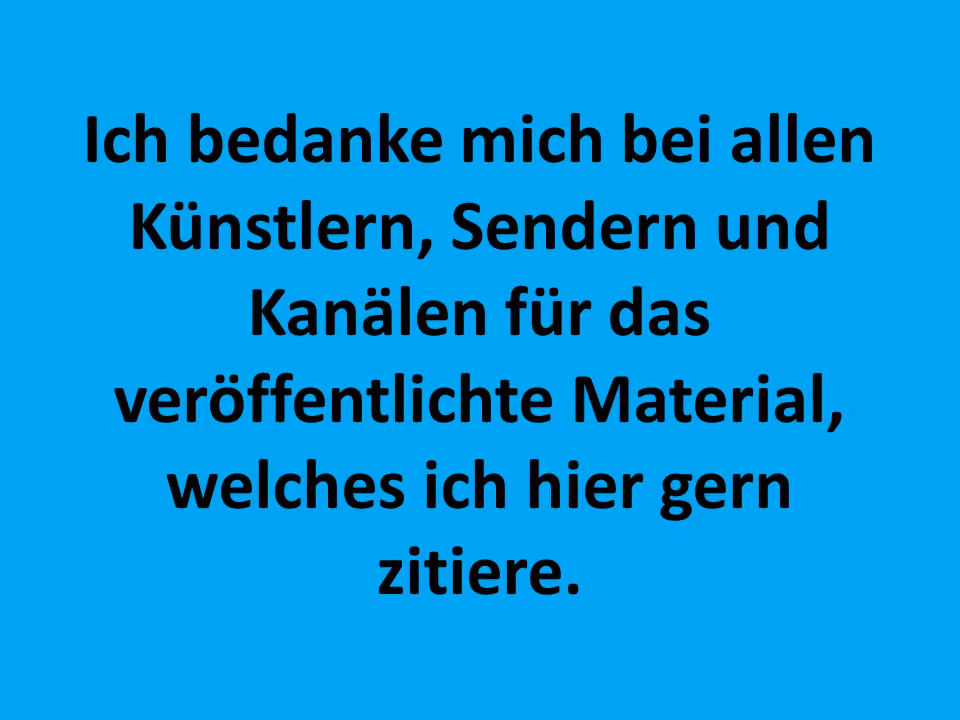 Ich bedanke mich bei allen
Künstlern, Sendern und
Kanälen für das
veröffentlichte Material,
welches ich hier gern
zitiere.